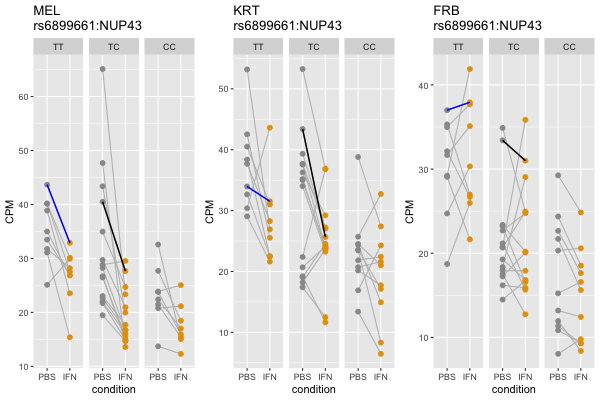 MEL
rs6899661:NUP43
TT TC CC
CPM
60
50
40
30
20
10
PBS IFN PBS IFN PBS IFN
condition
KRT
rs6899661:NUP43
TT TC CC
CPM
50
40
30
20
10
PBS IFN PBS IFN PBS IFN
condition
FRB
rs6899661:NUP43
TT TC CC
CPM
40
30
20
10
PBS IFN PBS IFN PBS IFN
condition